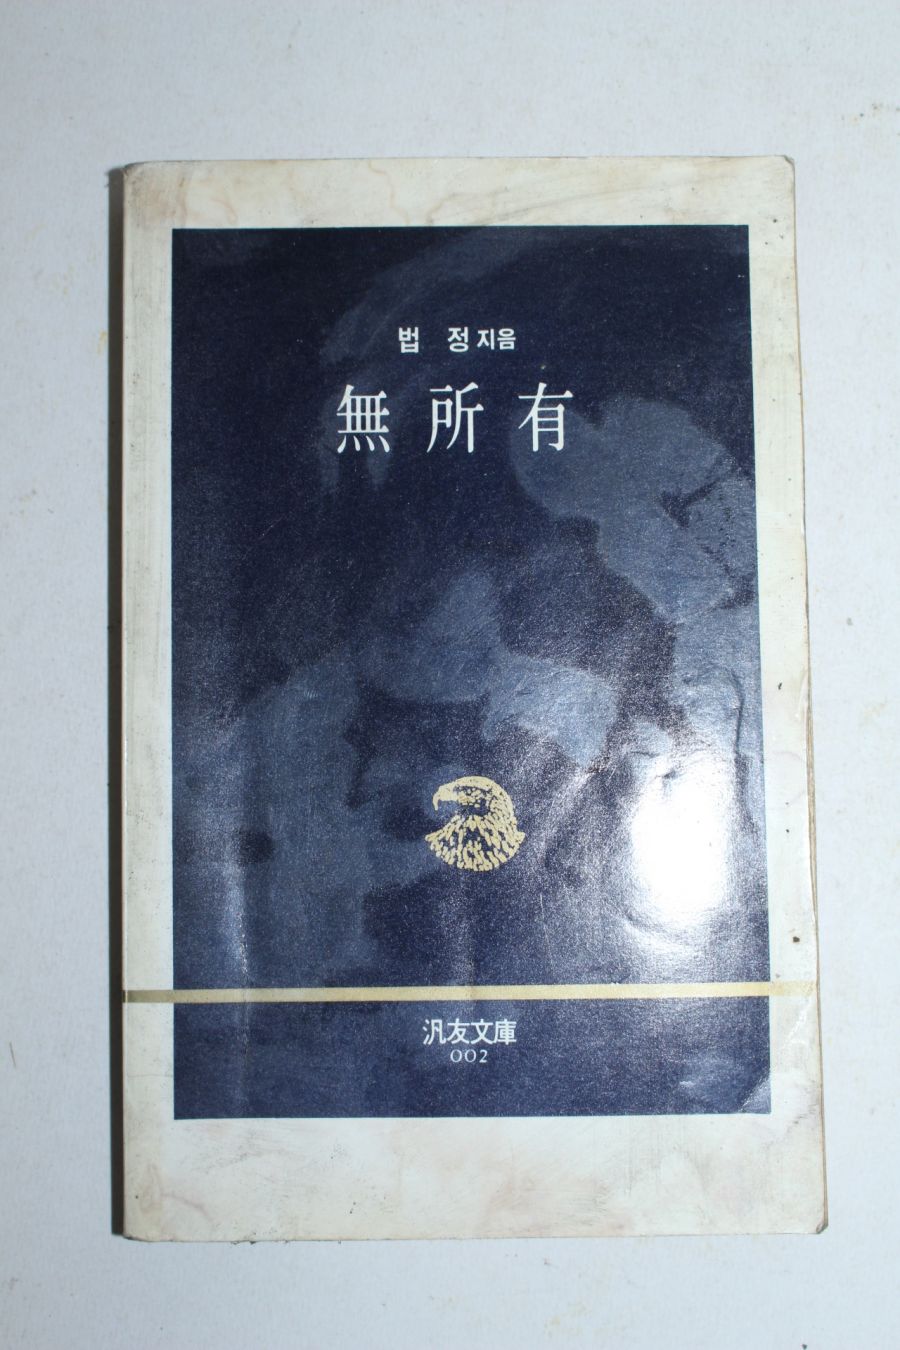 법 정 지음
無所有
汎友文庫
002